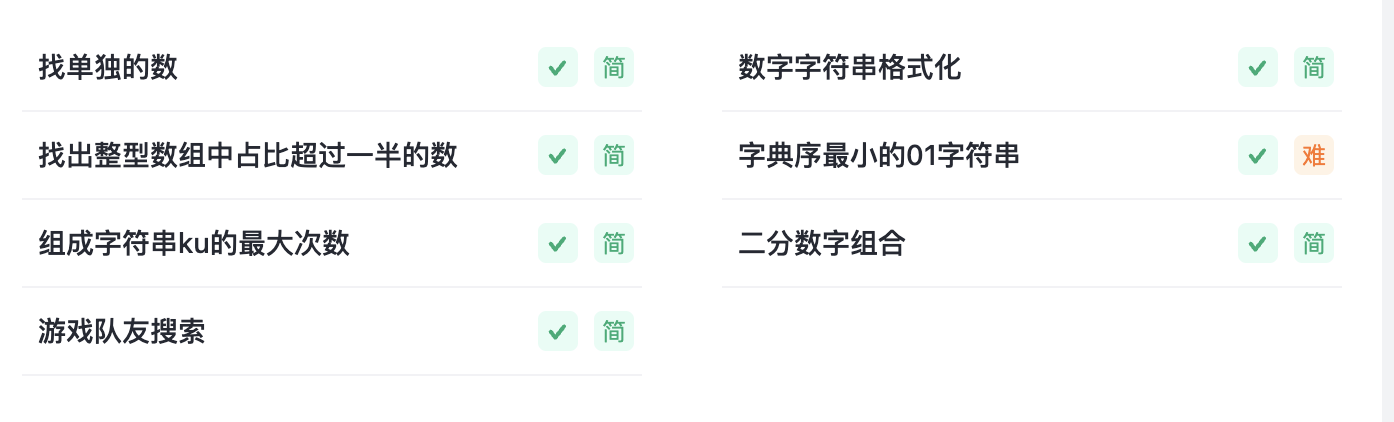 找单独的数 简
数字字符串格式化 简
找出整型数组中占比超过一半的数 简
字典序最小的01字符串 难
组成字符串ku的最大次数 简
二分数字组合 简
游戏队友搜索 简